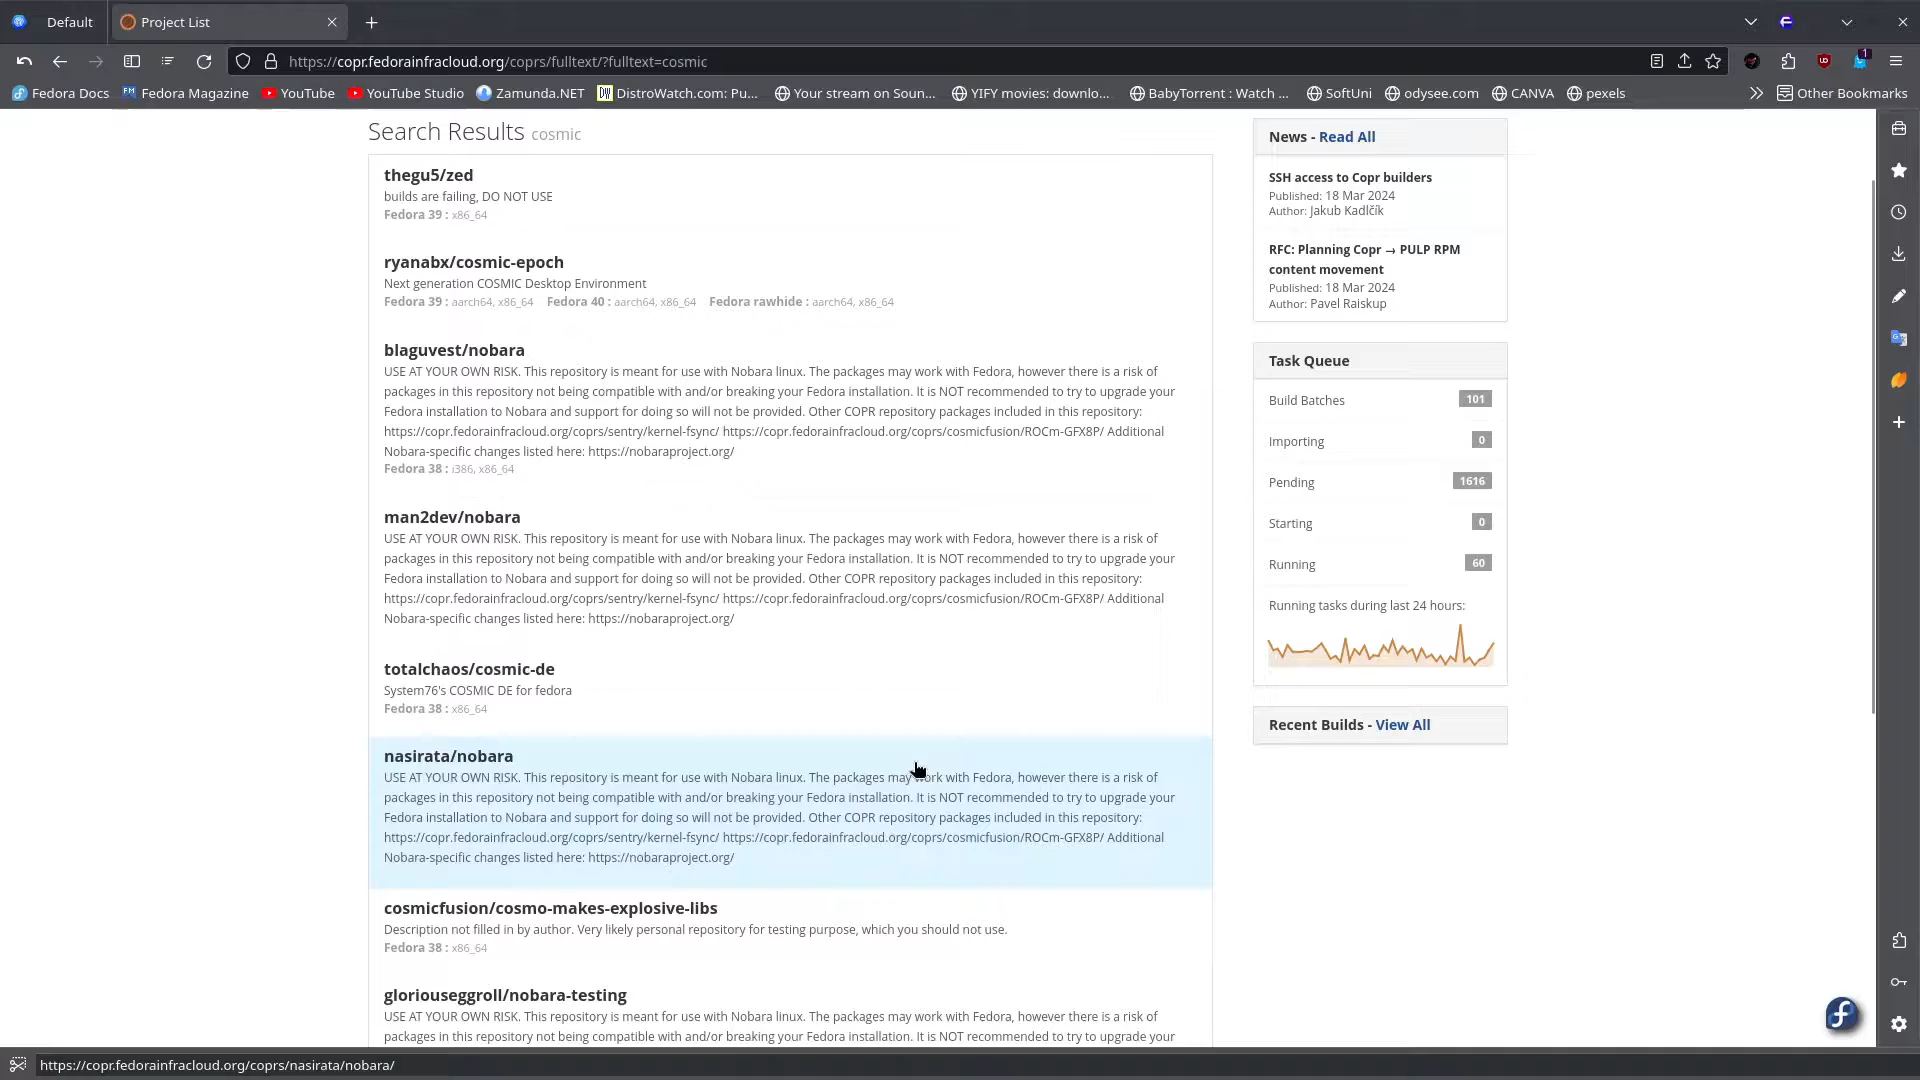 Default
Project List
https://copr.fedorainfracloud.org/coprs/fulltext/?fulltext=cosmic
Fedora Docs
Fedora Magazine
YouTube
YouTube Studio
Zamunda.NET
DistroWatch.com: Pu...
Your stream on Soun...
YIFY movies: downlo...
BabyTorrent : Watch ...
SoftUni
odysee.com
CANVA
pexels
Other Bookmarks
1
Search Results cosmic
thegu5/zed
builds are failing, DO NOT USE
Fedora 39 : x86_64
ryanabx/cosmic-epoch
Next generation COSMIC Desktop Environment
Fedora 39 : aarch64, x86_64 Fedora 40 : aarch64, x86_64 Fedora rawhide : aarch64, x86_64
blaguvest/nobara
USE AT YOUR OWN RISK. This repository is meant for use with Nobara linux. The packages may work with Fedora, however there is a risk of
packages in this repository not being compatible with and/or breaking your Fedora installation. It is NOT recommended to try to upgrade your
Fedora installation to Nobara and support for doing so will not be provided. Other COPR repository packages included in this repository:
https://copr.fedorainfracloud.org/coprs/sentry/kernel-fsync/ https://copr.fedorainfracloud.org/coprs/cosmicfusion/ROCm-GFX8P/ Additional
Nobara-specific changes listed here: https://nobaraproject.org/
Fedora 38 : i386, x86_64
man2dev/nobara
USE AT YOUR OWN RISK. This repository is meant for use with Nobara linux. The packages may work with Fedora, however there is a risk of
packages in this repository not being compatible with and/or breaking your Fedora installation. It is NOT recommended to try to upgrade your
Fedora installation to Nobara and support for doing so will not be provided. Other COPR repository packages included in this repository:
https://copr.fedorainfracloud.org/coprs/sentry/kernel-fsync/ https://copr.fedorainfracloud.org/coprs/cosmicfusion/ROCm-GFX8P/ Additional
Nobara-specific changes listed here: https://nobaraproject.org/
totalchaos/cosmic-de
System76's COSMIC DE for fedora
Fedora 38 : x86_64
nasirata/nobara
USE AT YOUR OWN RISK. This repository is meant for use with Nobara linux. The packages may work with Fedora, however there is a risk of
packages in this repository not being compatible with and/or breaking your Fedora installation. It is NOT recommended to try to upgrade your
Fedora installation to Nobara and support for doing so will not be provided. Other COPR repository packages included in this repository:
https://copr.fedorainfracloud.org/coprs/sentry/kernel-fsync/ https://copr.fedorainfracloud.org/coprs/cosmicfusion/ROCm-GFX8P/ Additional
Nobara-specific changes listed here: https://nobaraproject.org/
cosmicfusion/cosmo-makes-explosive-libs
Description not filled in by author. Very likely personal repository for testing purpose, which you should not use.
Fedora 38 : x86_64
gloriouseggroll/nobara-testing
USE AT YOUR OWN RISK. This repository is meant for use with Nobara linux. The packages may work with Fedora, however there is a risk of
packages in this repository not being compatible with and/or breaking your Fedora installation. It is NOT recommended to try to upgrade your
News - Read All
SSH access to Copr builders
Published: 18 Mar 2024
Author: Jakub Kadlčík
RFC: Planning Copr → PULP RPM
content movement
Published: 18 Mar 2024
Author: Pavel Raiskup
Task Queue
Build Batches 101
Importing 0
Pending 1616
Starting 0
Running 60
Running tasks during last 24 hours:
Recent Builds - View All
https://copr.fedorainfracloud.org/coprs/nasirata/nobara/